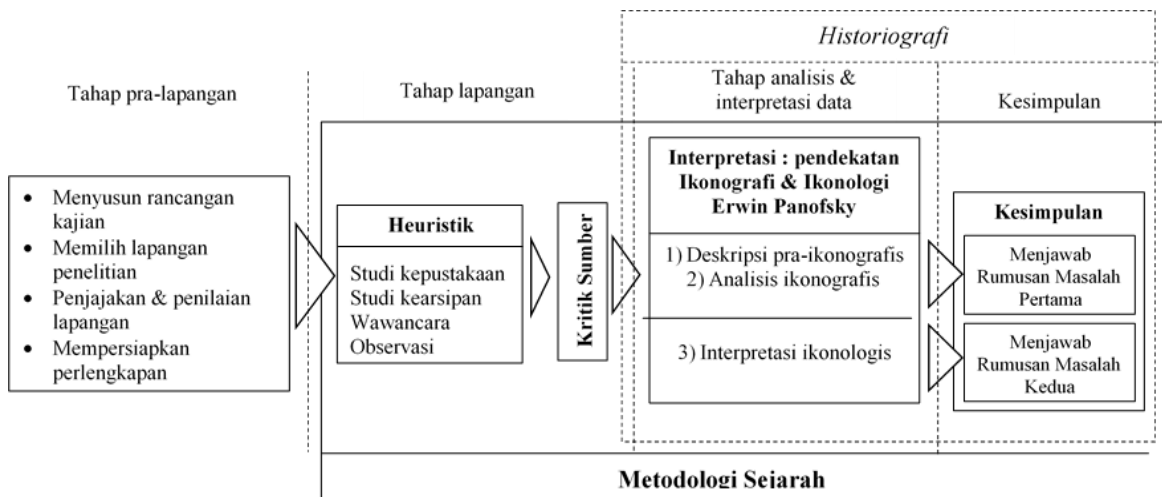 Historiografi
Tahap pra-lapangan
Tahap lapangan
Tahap analisis &
interpretasi data
Kesimpulan
• Menyusun rancangan
kajian
• Memilih lapangan
penelitian
• Penjajakan & penilaian
lapangan
• Mempersiapkan
perlengkapan
Heuristik
Studi kepustakaan
Studi kearsipan
Wawancara
Observasi
Kritik Sumber
Interpretasi : pendekatan
Ikonografi & Ikonologi
Erwin Panofsky
1) Deskripsi pra-ikonografis
2) Analisis ikonografis
3) Interpretasi ikonologis
Kesimpulan
Menjawab
Rumusan Masalah
Pertama
Menjawab
Rumusan Masalah
Kedua
Metodologi Sejarah